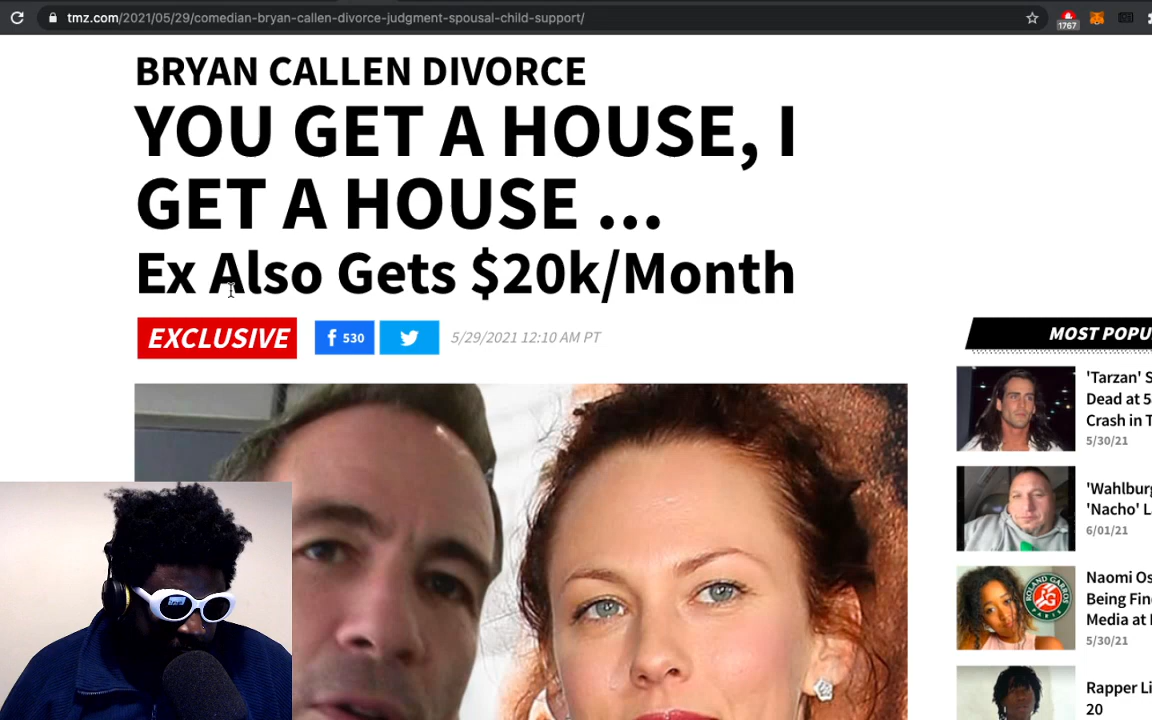 tmz.com/2021/05/29/comedian-bryan-callen-divorce-judgment-spousal-child-support/
1767
BRYAN CALLEN DIVORCE
YOU GET A HOUSE, I
GET A HOUSE ...
Ex Also Gets $20k/Month
EXCLUSIVE
530
5/29/2021 12:10 AM PT
MOST POPU
'Tarzan' S
Dead at 5
Crash in T
5/30/21
'Wahlburg
'Nacho' L
6/01/21
Naomi Os
Being Fin
Media at
5/30/21
ROLAND GARROS
PARIS
Rapper Li
20